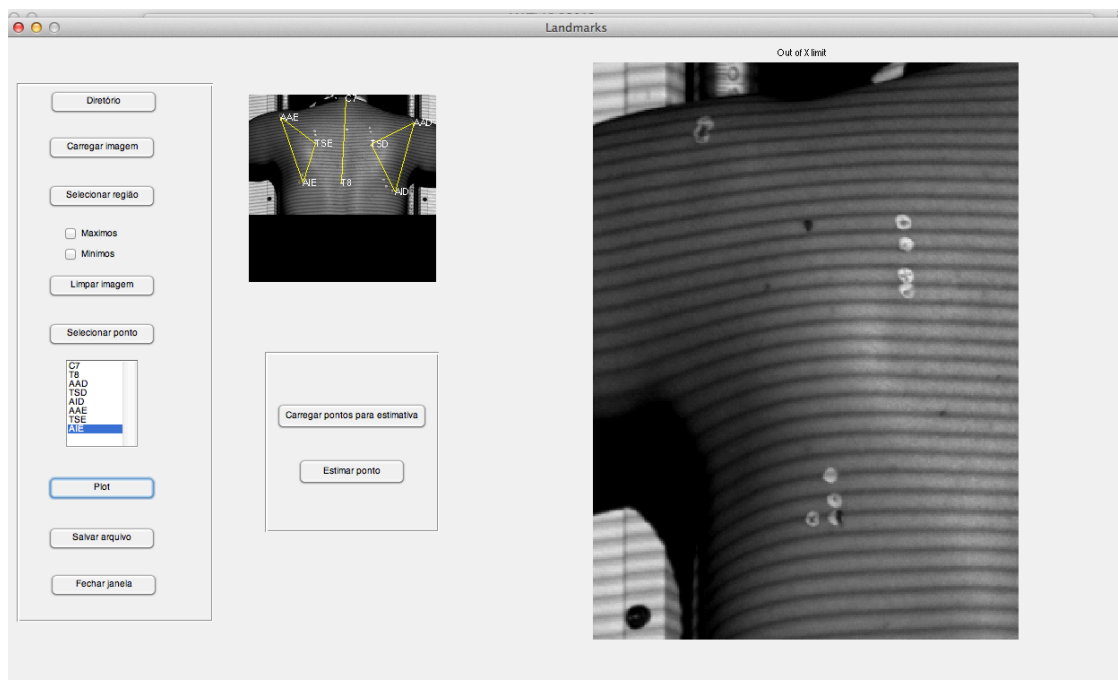 Landmarks
Out of X limit
Diretório
Carregar imagem
Selecionar região
Maximos
Minimos
Limpar imagem
Selecionar ponto
C7
T8
AAD
TSD
AID
AAE
TSE
AIE
Plot
Salvar arquivo
Fechar janela
C7
AAE
AAD
TSE
TSD
AIE
T8
AID
Carregar pontos para estimativa
Estimar ponto